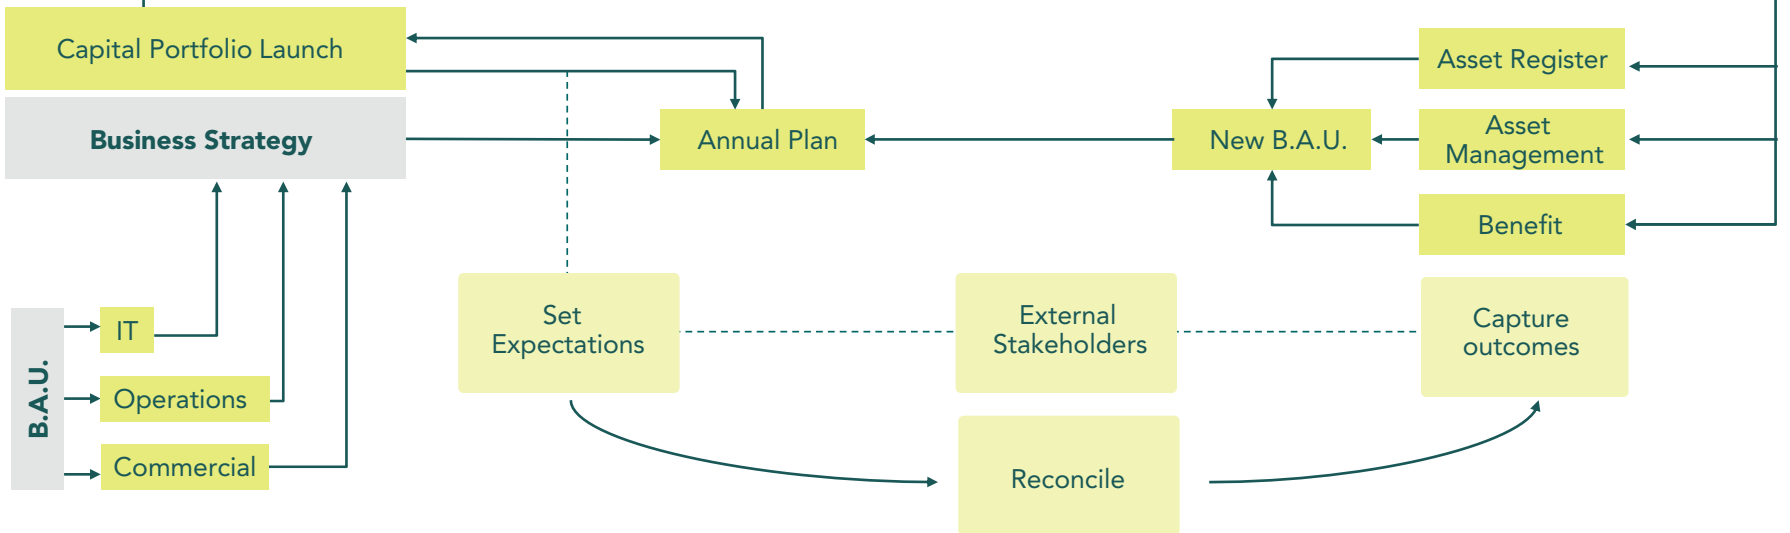 Capital Portfolio Launch
Business Strategy
Annual Plan
New B.A.U.
Asset Register
Asset
Management
Benefit
B.A.U.
IT
Operations
Commercial
Set
Expectations
External
Stakeholders
Capture
outcomes
Reconcile